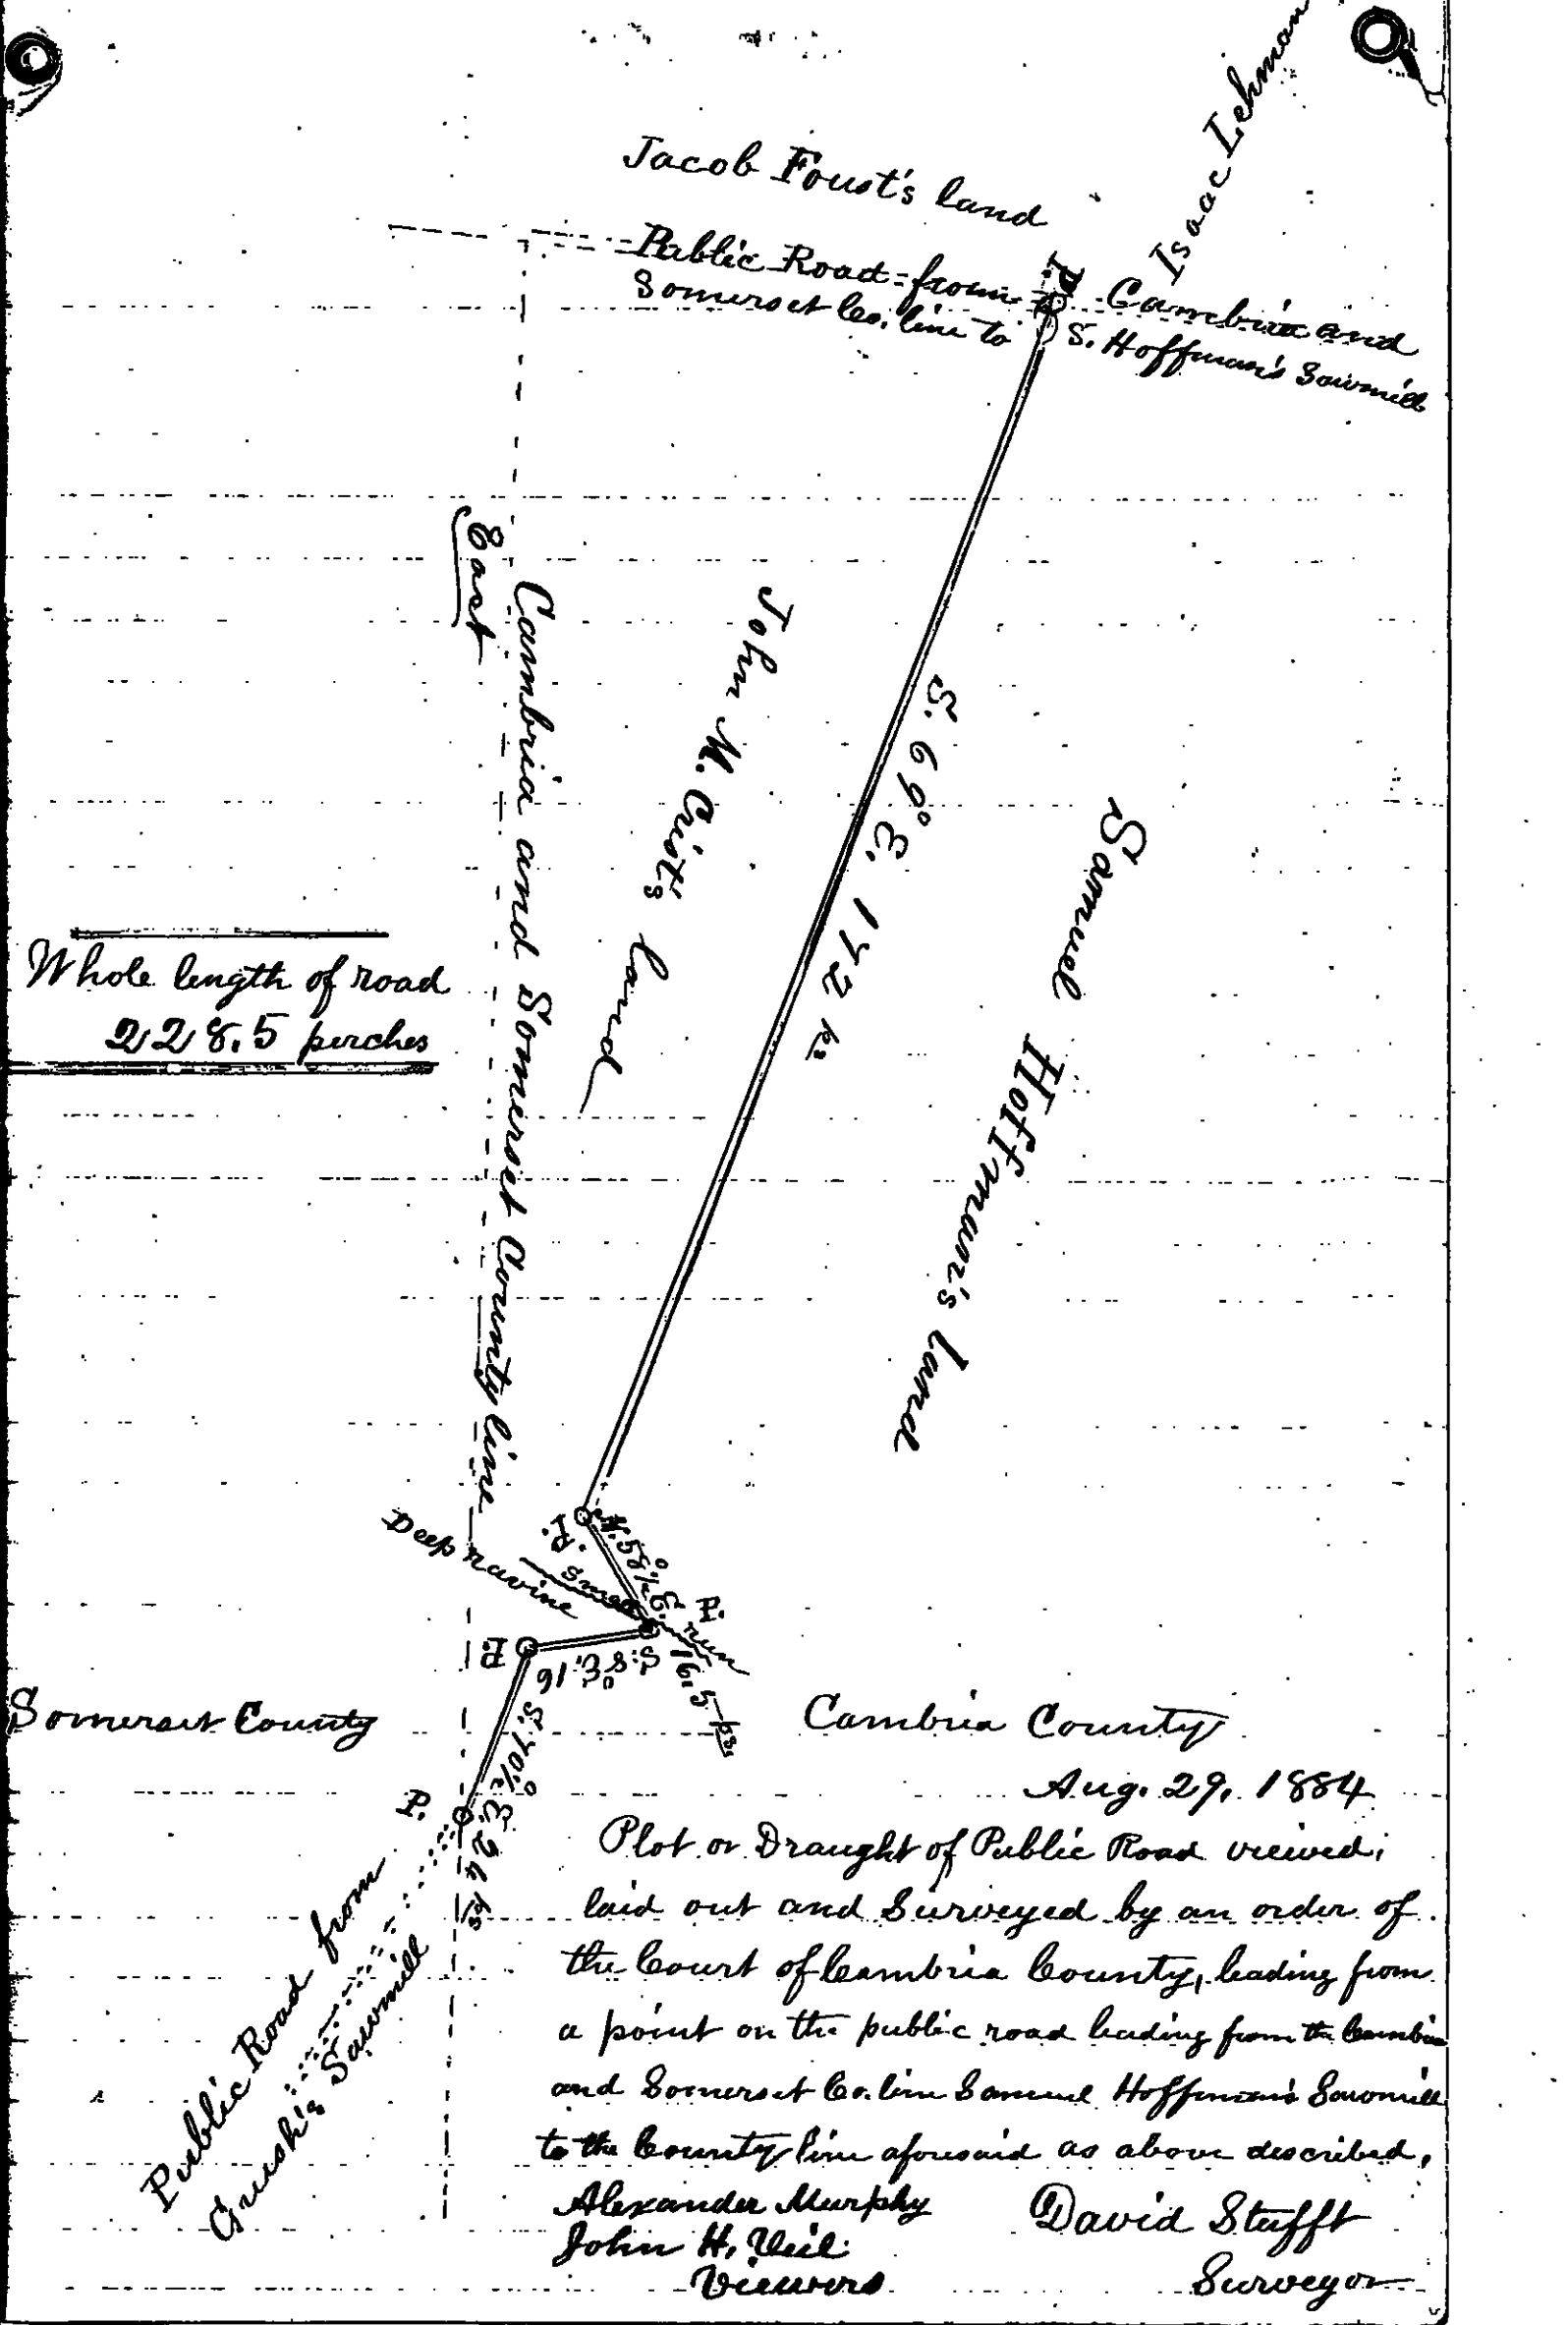 Isaac Lehman
Jacob Foust's land
Public Road from Cambria and
Somerset Co. line to S. Hoffman's Sawmill
P.
East
Cambria and Somerset County line
John M. Crist's land
S. 69° E. 172 ps
Samuel Hoffman's land
Whole length of road
228.5 perches
Deep ravine
P.
N. 58½° E. 16.5 ps.
Small run
P.
P.
S. 8° E. 16
S. 70½° E. 24 ps
Somerset County
Cambria County
P.
Public Road from
Sawmill
Aug. 29. 1884
Plot or Draught of Public Road viewed,
laid out and Surveyed by an order of
the Court of Cambria County, leading from
a point on the public road leading from the Cambria
and Somerset Co. line Samuel Hoffman's Sawmill
to the County line aforesaid as above described.
Alexander Murphy
John H. Veil
Viewers
David Stufft
Surveyor